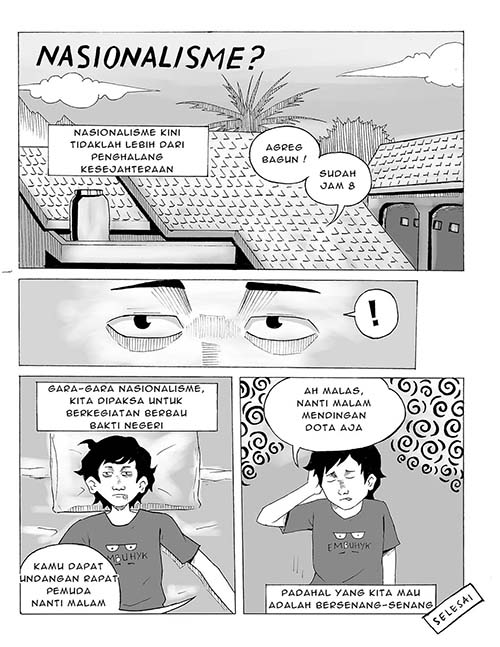 NASIONALISME?
NASIONALISME KINI
TIDAKLAH LEBIH DARI
PENGHALANG
KESEJAHTERAAN
AGREG
BAGUN !
SUDAH
JAM 8
!
GARA-GARA NASIONALISME,
KITA DIPAKSA UNTUK
BERKEGIATAN BERBAU
BAKTI NEGERI
EMBUHYK
KAMU DAPAT
UNDANGAN RAPAT
PEMUDA
NANTI MALAM
AH MALAS,
NANTI MALAM
MENDINGAN
DOTA AJA
EMBUHYK
PADAHAL YANG KITA MAU
ADALAH BERSENANG-SENANG
SELESAI